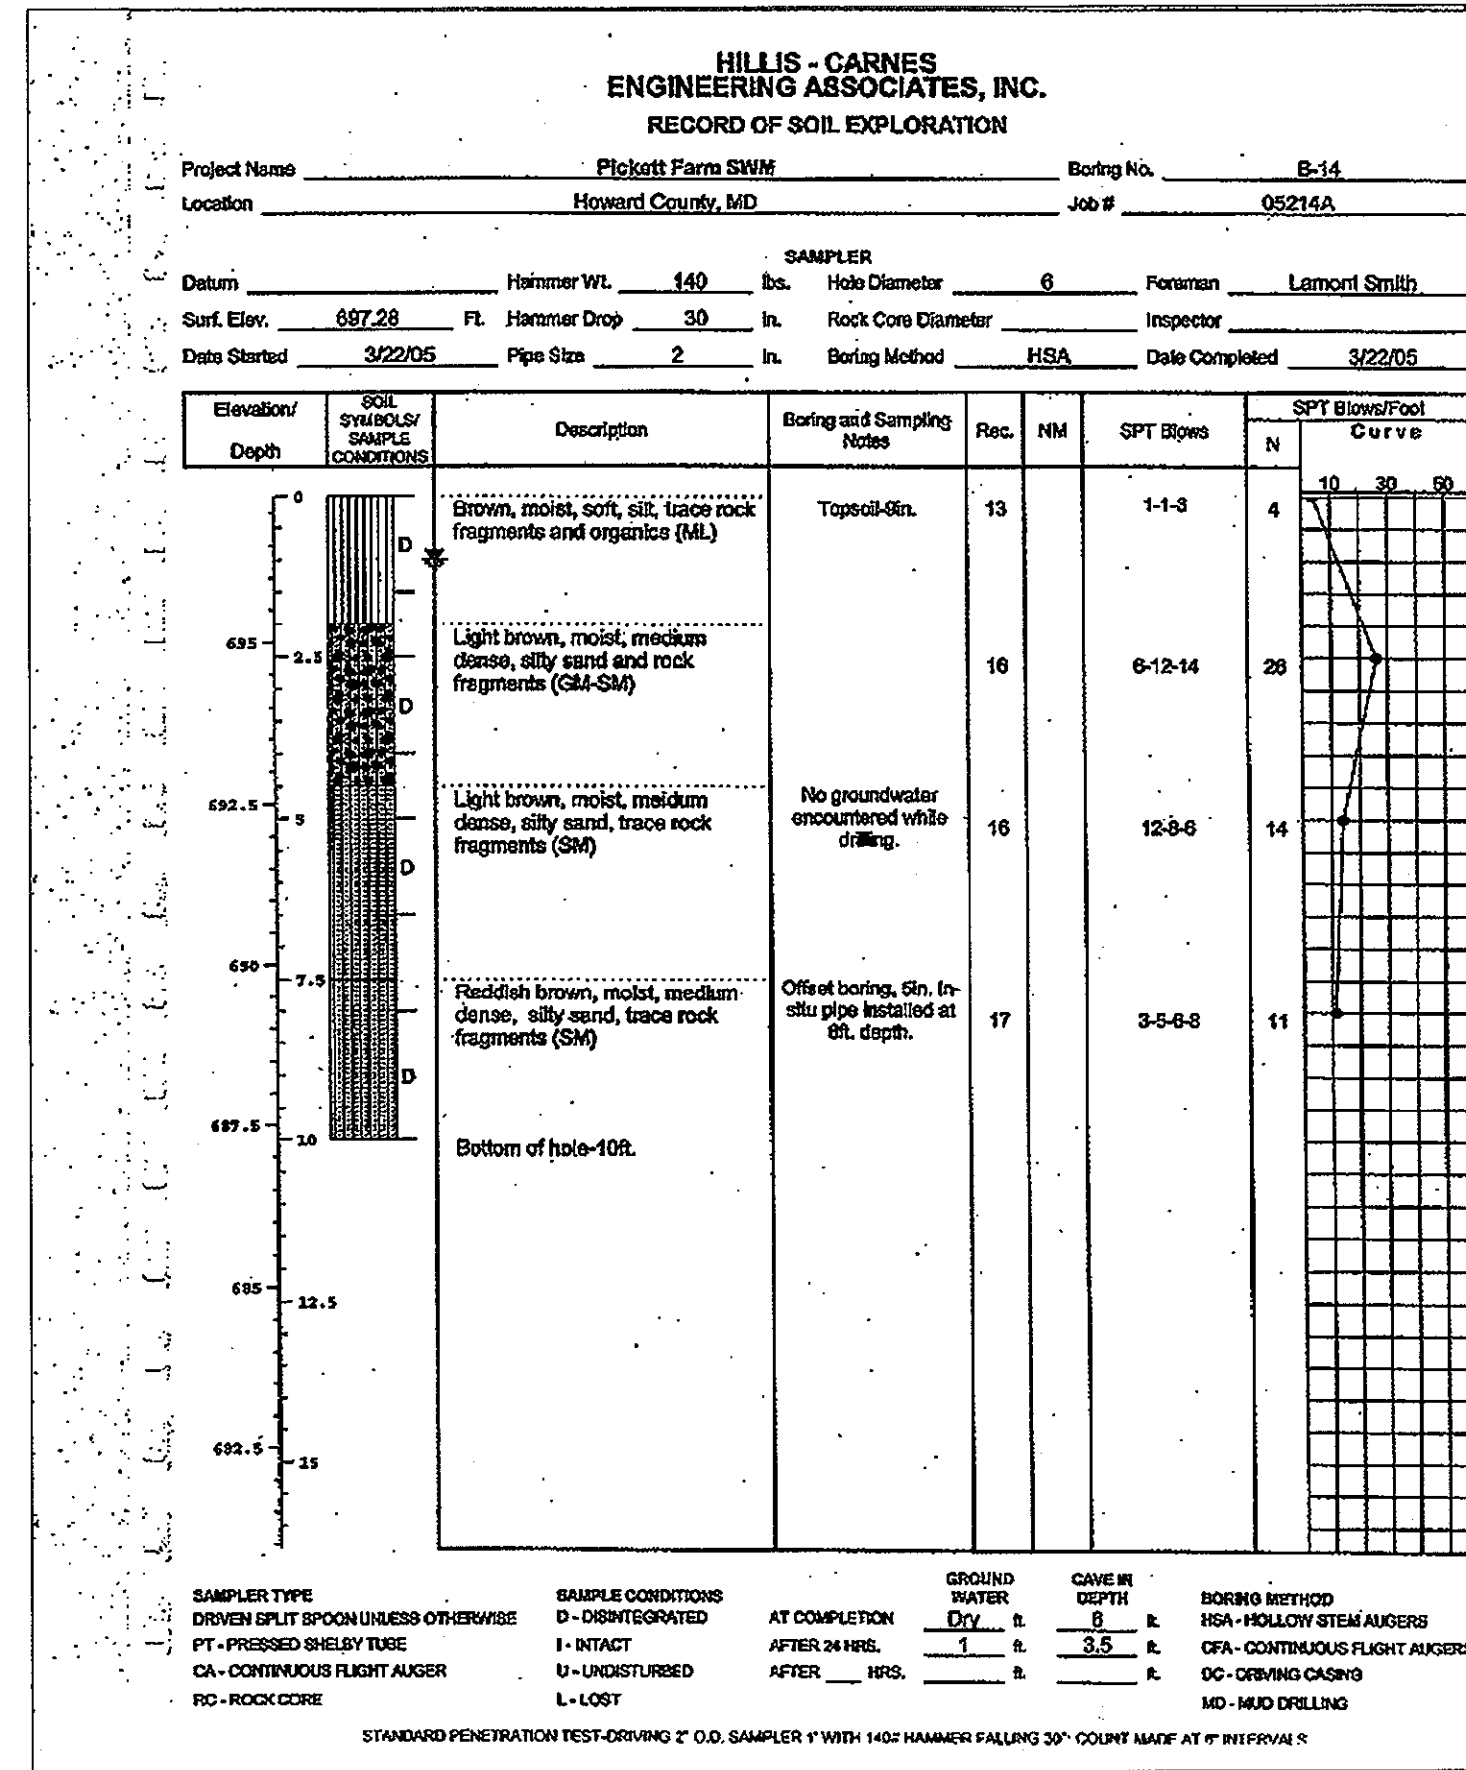 HILLIS - CARNES
ENGINEERING ASSOCIATES, INC.
RECORD OF SOIL EXPLORATION
Project Name Pickett Farm SWM Boring No. B-14
Location Howard County, MD Job # 05214A
SAMPLER
Datum Hammer Wt. 140 lbs. Hole Diameter 6 Foreman Lamont Smith
Surf. Elev. 697.28 Ft. Hammer Drop 30 in. Rock Core Diameter Inspector
Date Started 3/22/05 Pipe Size 2 in. Boring Method HSA Date Completed 3/22/05
Elevation/ Depth
SOIL SYMBOLS/ SAMPLE CONDITIONS
Description
Boring and Sampling Notes
Rec.
NM
SPT Blows
SPT Blows/Foot
N
Curve
10 30 50
0
Brown, moist, soft, silt, trace rock Topsoil-9in. 13 1-1-3 4
fragments and organics (ML)
D
695
2.5
Light brown, moist, medium
dense, silty sand and rock 16 6-12-14 26
fragments (GM-SM)
D
692.5
5
Light brown, moist, meidum No groundwater
dense, silty sand, trace rock encountered while 16 12-8-6 14
fragments (SM) drilling.
D
690
7.5
Reddish brown, moist, medium Offset boring, 5in. in-
dense, silty sand, trace rock situ pipe installed at 17 3-5-6-8 11
fragments (SM) depth.
D
687.5
10
Bottom of hole-10ft.
685
12.5
682.5
15
SAMPLER TYPE
DRIVEN SPLIT SPOON UNLESS OTHERWISE
PT - PRESSED SHELBY TUBE
CA - CONTINUOUS FLIGHT AUGER
RC - ROCK CORE
SAMPLE CONDITIONS
D - DISINTEGRATED
I - INTACT
U - UNDISTURBED
L - LOST
GROUND WATER CAVE IN DEPTH
AT COMPLETION Dry ft. ft.
AFTER 24 HRS. 1 ft. 3.5 ft.
AFTER ___ HRS. ft. ft.
BORING METHOD
HSA - HOLLOW STEM AUGERS
CFA - CONTINUOUS FLIGHT AUGERS
DC - DRIVING CASING
MD - MUD DRILLING
STANDARD PENETRATION TEST-DRIVING 2" O.D. SAMPLER 1' WITH 140# HAMMER FALLING 30": COUNT MADE AT 6" INTERVALS